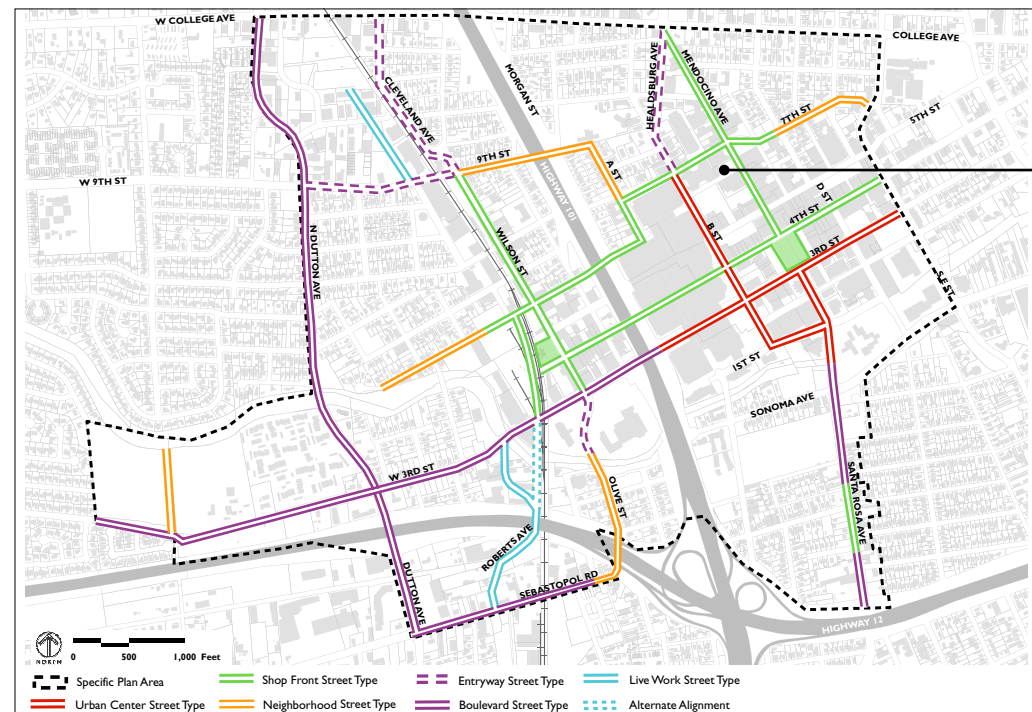 W COLLEGE AVE
COLLEGE AVE
CLEVELAND AVE
MORGAN ST
HEALDSBURG AVE
MENDOCINO AVE
7TH ST
5TH ST
9TH ST
A ST
HIGHWAY 101
W 9TH ST
D ST
4TH ST
B ST
3RD ST
N DUTTON AVE
WILSON ST
S E ST
1ST ST
SONOMA AVE
W 3RD ST
OLIVE ST
SANTA ROSA AVE
ROBERTS AVE
DUTTON AVE
SEBASTOPOL RD
HIGHWAY 12
NORTH
0 500 1,000 Feet
Specific Plan Area
Shop Front Street Type
Entryway Street Type
Live Work Street Type
Urban Center Street Type
Neighborhood Street Type
Boulevard Street Type
Alternate Alignment